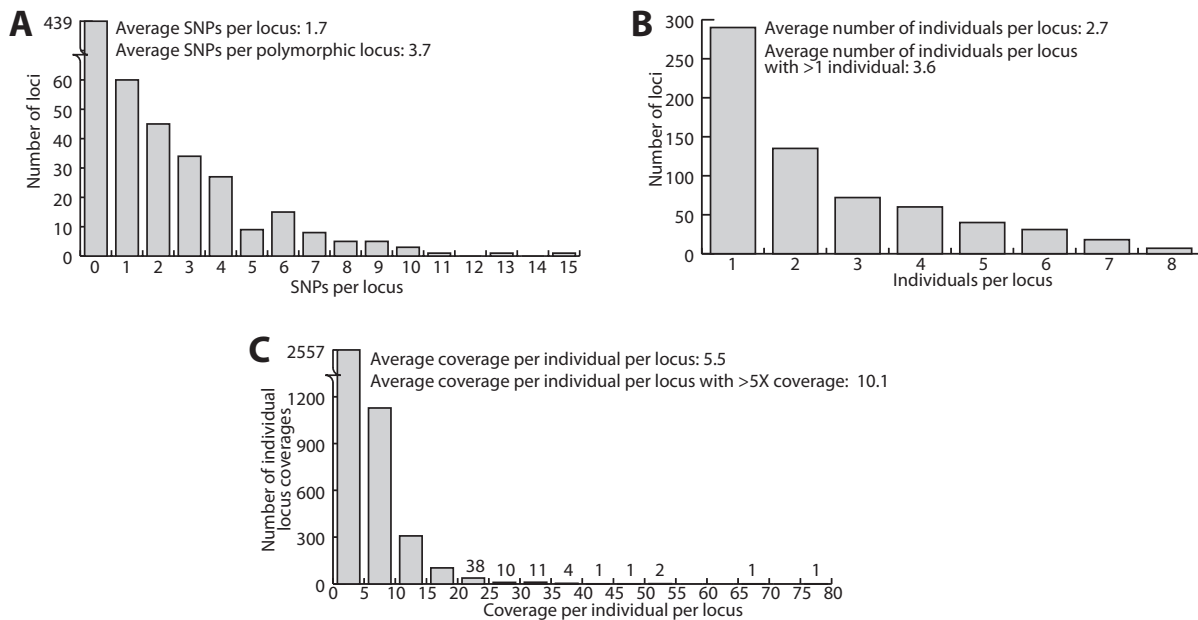 A
Average SNPs per locus: 1.7
Average SNPs per polymorphic locus: 3.7
Number of loci
439
60
50
40
30
20
10
0
0 1 2 3 4 5 6 7 8 9 10 11 12 13 14 15
SNPs per locus
B
Average number of individuals per locus: 2.7
Average number of individuals per locus
with >1 individual: 3.6
Number of loci
300
250
200
150
100
50
0
1 2 3 4 5 6 7 8
Individuals per locus
C
Average coverage per individual per locus: 5.5
Average coverage per individual per locus with >5X coverage: 10.1
Number of individual
locus coverages
2557
1200
900
600
300
0
38 10 11 4 1 1 2 1 1
0 5 10 15 20 25 30 35 40 45 50 55 60 65 70 75 80
Coverage per individual per locus